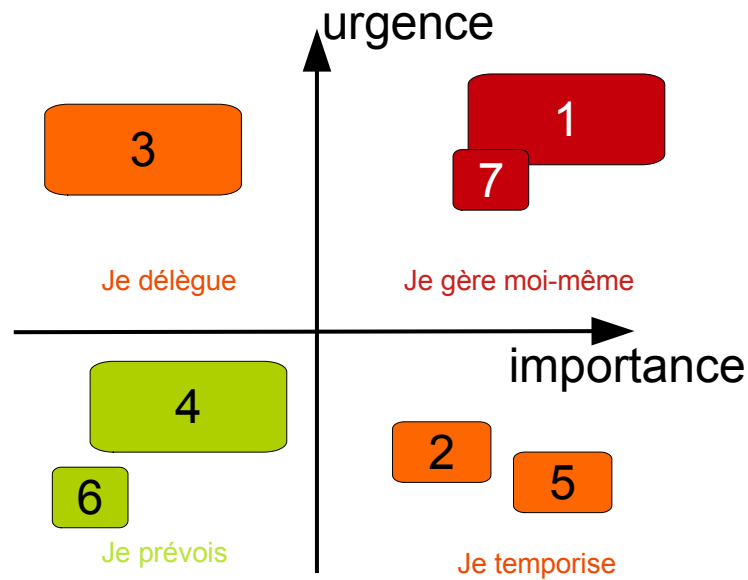 urgence
1
3
7
Je délègue
Je gère moi-même
importance
4
2
5
6
Je prévois
Je temporise